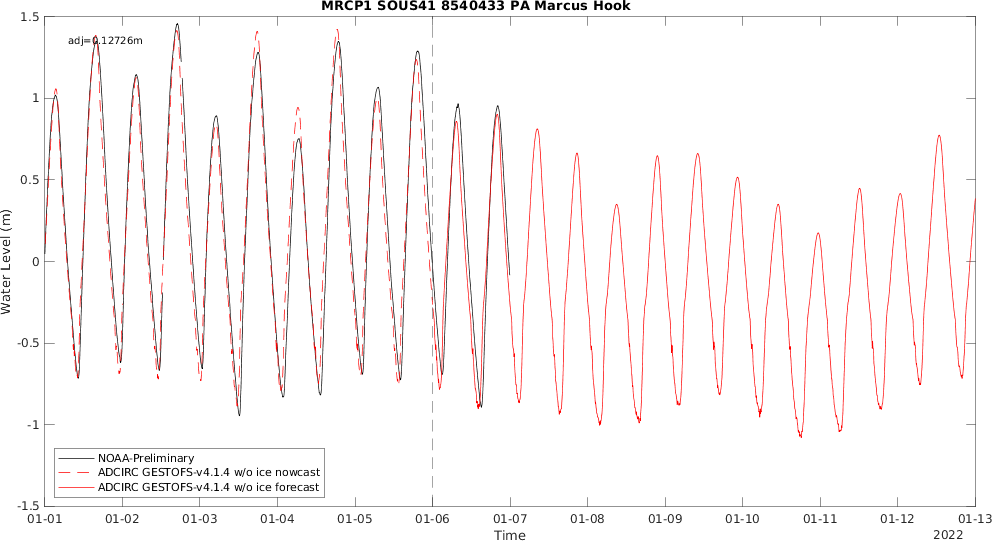 MRCP1 SOUS41 8540433 PA Marcus Hook
1.5
adj=0.12726m
1
0.5
0
-0.5
-1
-1.5
Water Level (m)
NOAA-Preliminary
ADCIRC GESTOFS-v4.1.4 w/o ice nowcast
ADCIRC GESTOFS-v4.1.4 w/o ice forecast
01-01 01-02 01-03 01-04 01-05 01-06 01-07 01-08 01-09 01-10 01-11 01-12 01-13
Time
2022